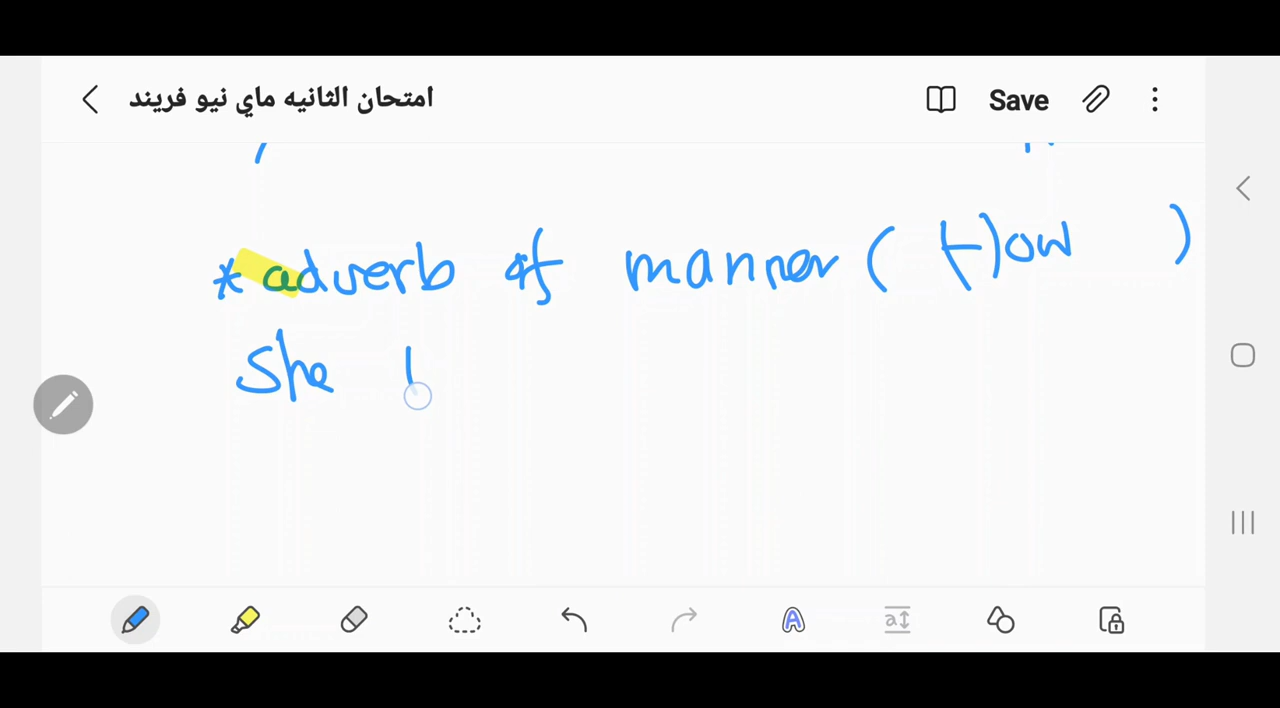 امتحان الثانيه ماي نيو فريند
Save
*adverb of manner ( How )
She